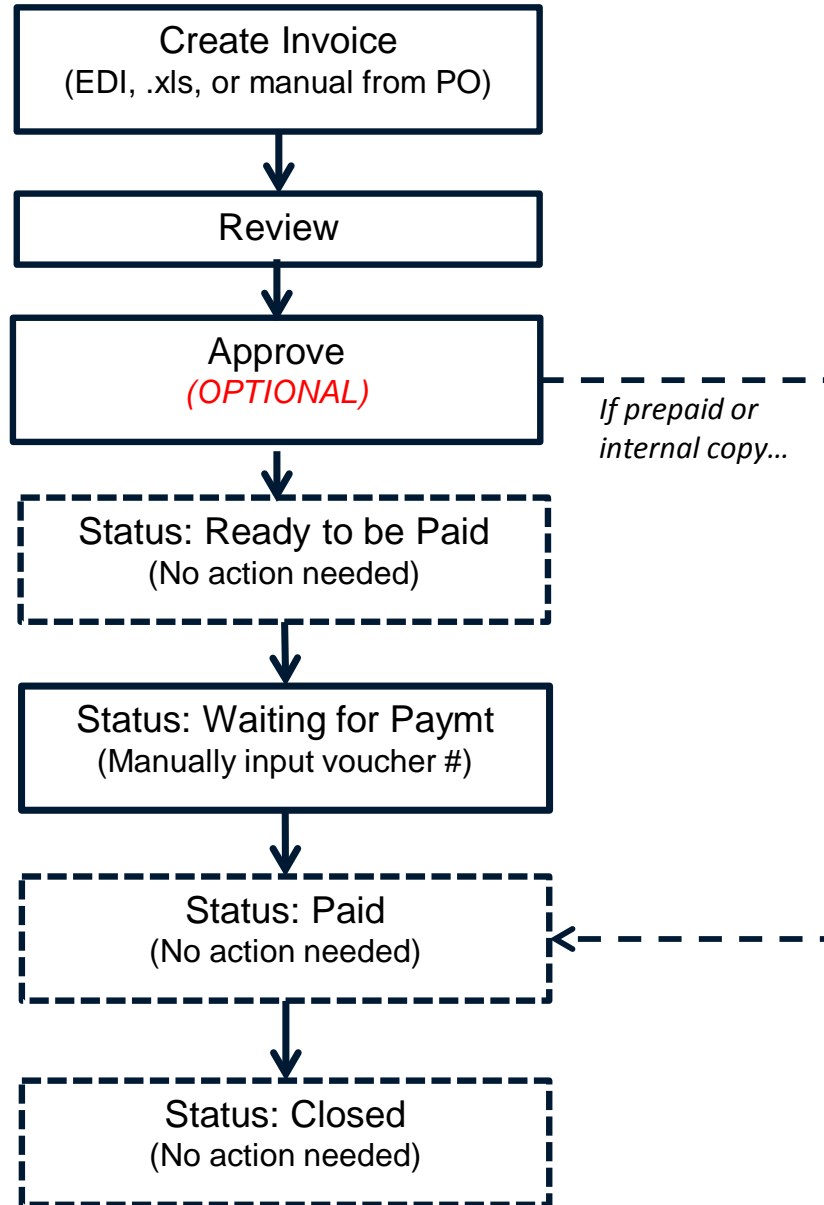 Create Invoice
(EDI, .xls, or manual from PO)
Review
Approve
(OPTIONAL)
If prepaid or
internal copy...
Status: Ready to be Paid
(No action needed)
Status: Waiting for Paymt
(Manually input voucher #)
Status: Paid
(No action needed)
Status: Closed
(No action needed)